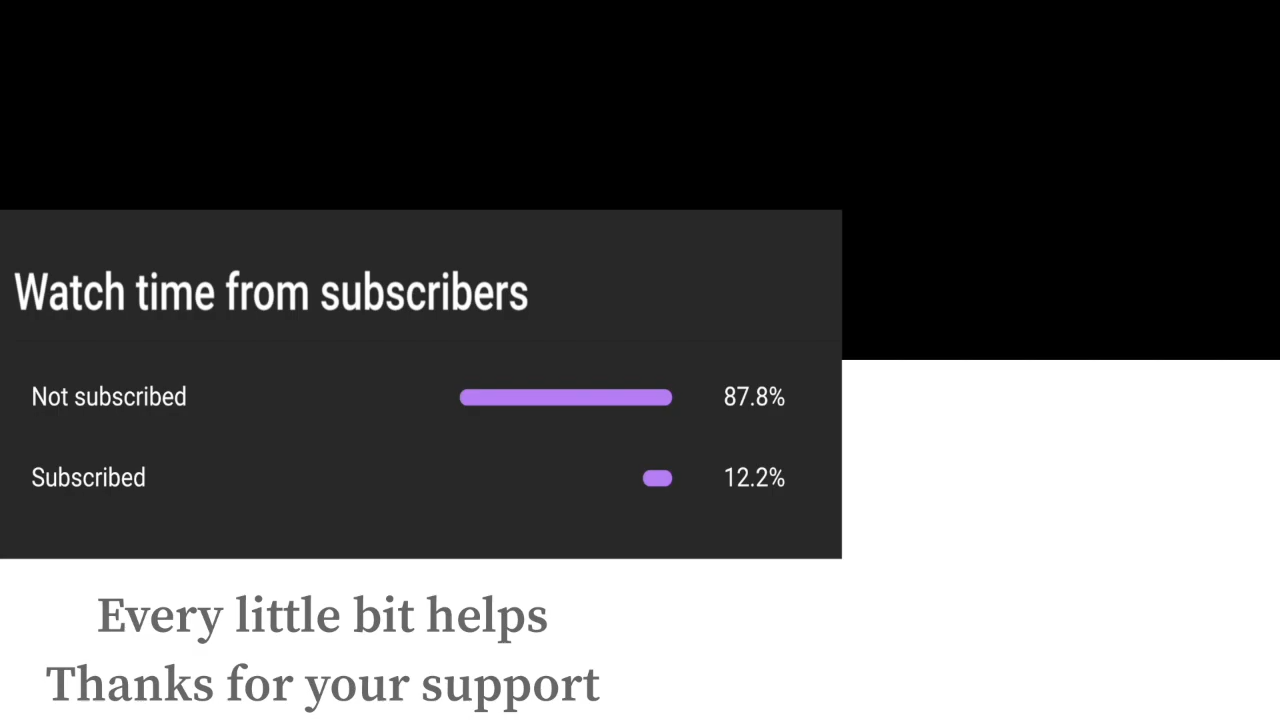 Watch time from subscribers
Not subscribed 87.8%
Subscribed 12.2%
Every little bit helps
Thanks for your support